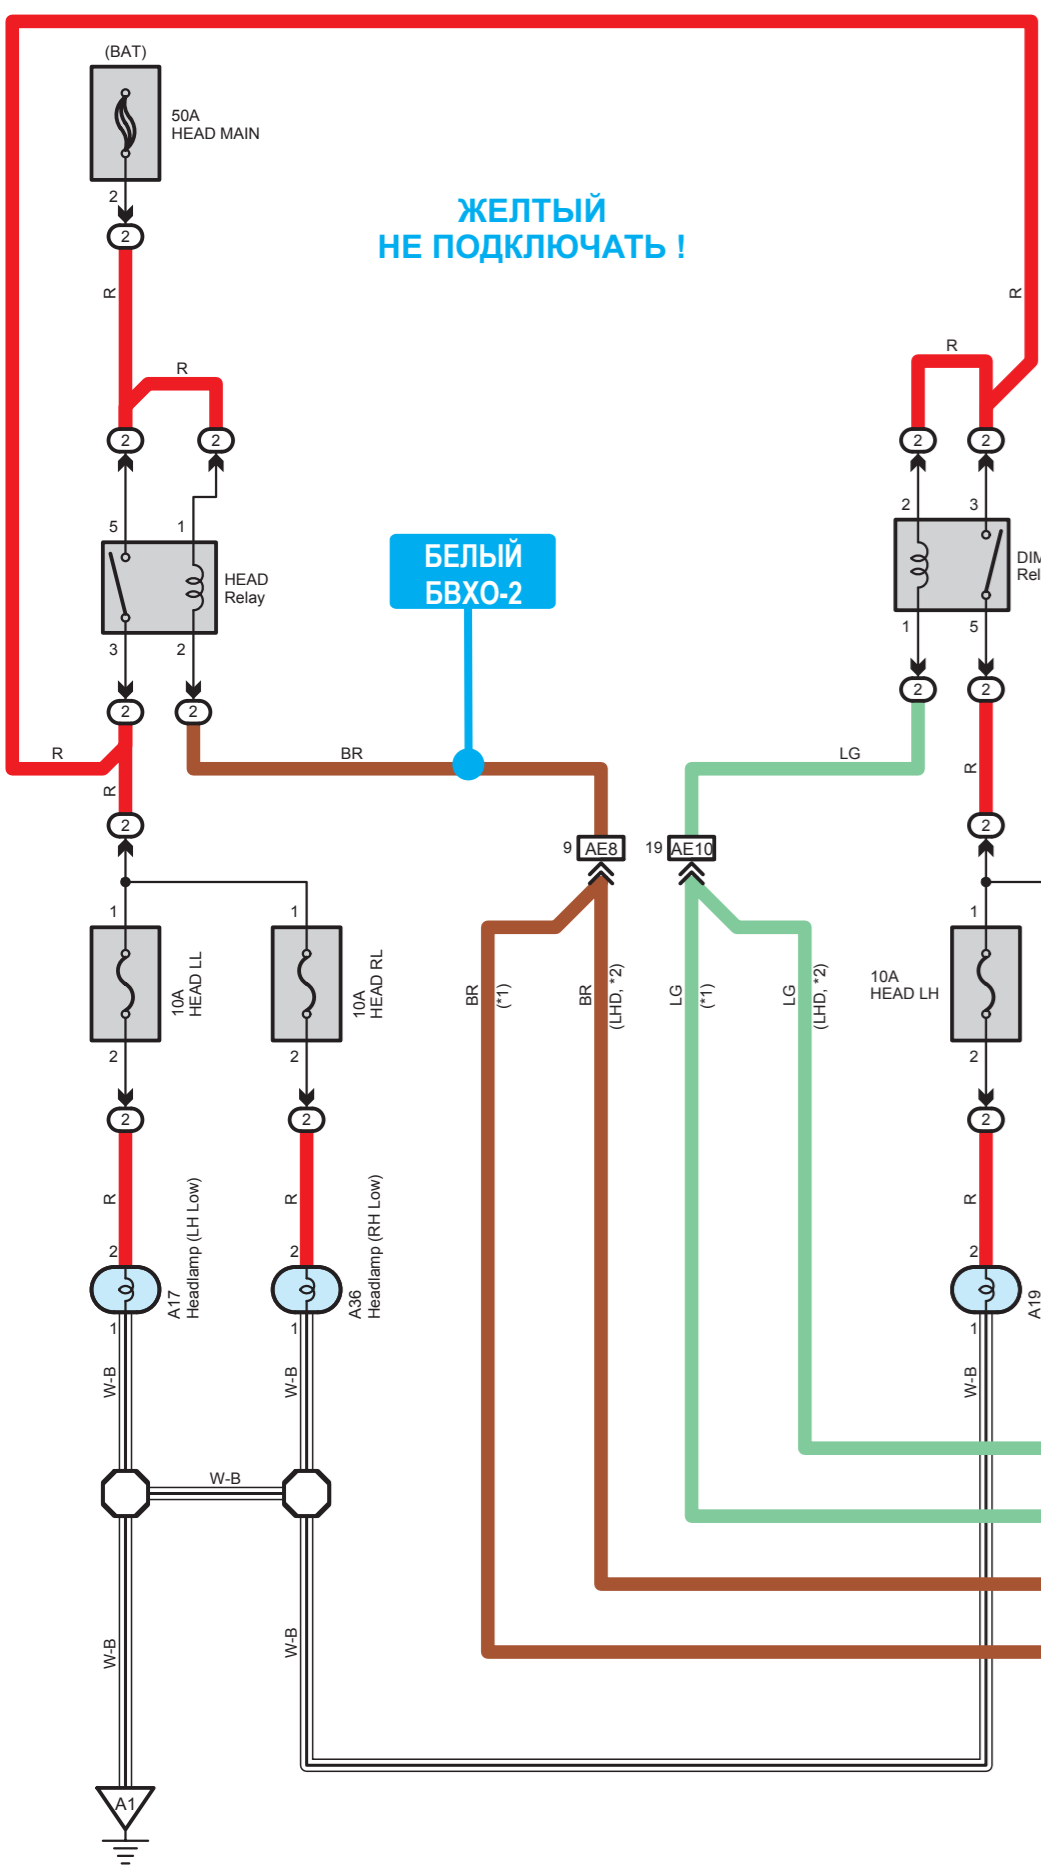 (BAT)
50A
HEAD MAIN
2
2
ЖЕЛТЫЙ
НЕ ПОДКЛЮЧАТЬ !
R
R
R
R
2
2
2
2
5
1
2
3
HEAD
Relay
БЕЛЫЙ
БВХО-2
DIM
Rel
3
2
1
5
2
2
2
2
R
BR
LG
R
R
2
2
9 AE8
19 AE10
1
1
1
10A
HEAD LL
10A
HEAD RL
BR
(*1)
BR
(LHD, *2)
LG
(*1)
LG
(LHD, *2)
10A
HEAD LH
2
2
2
2
2
2
R
R
R
2
2
2
A17
Headlamp (LH Low)
A36
Headlamp (RH Low)
A19
1
1
1
W-B
W-B
W-B
W-B
W-B
W-B
A1